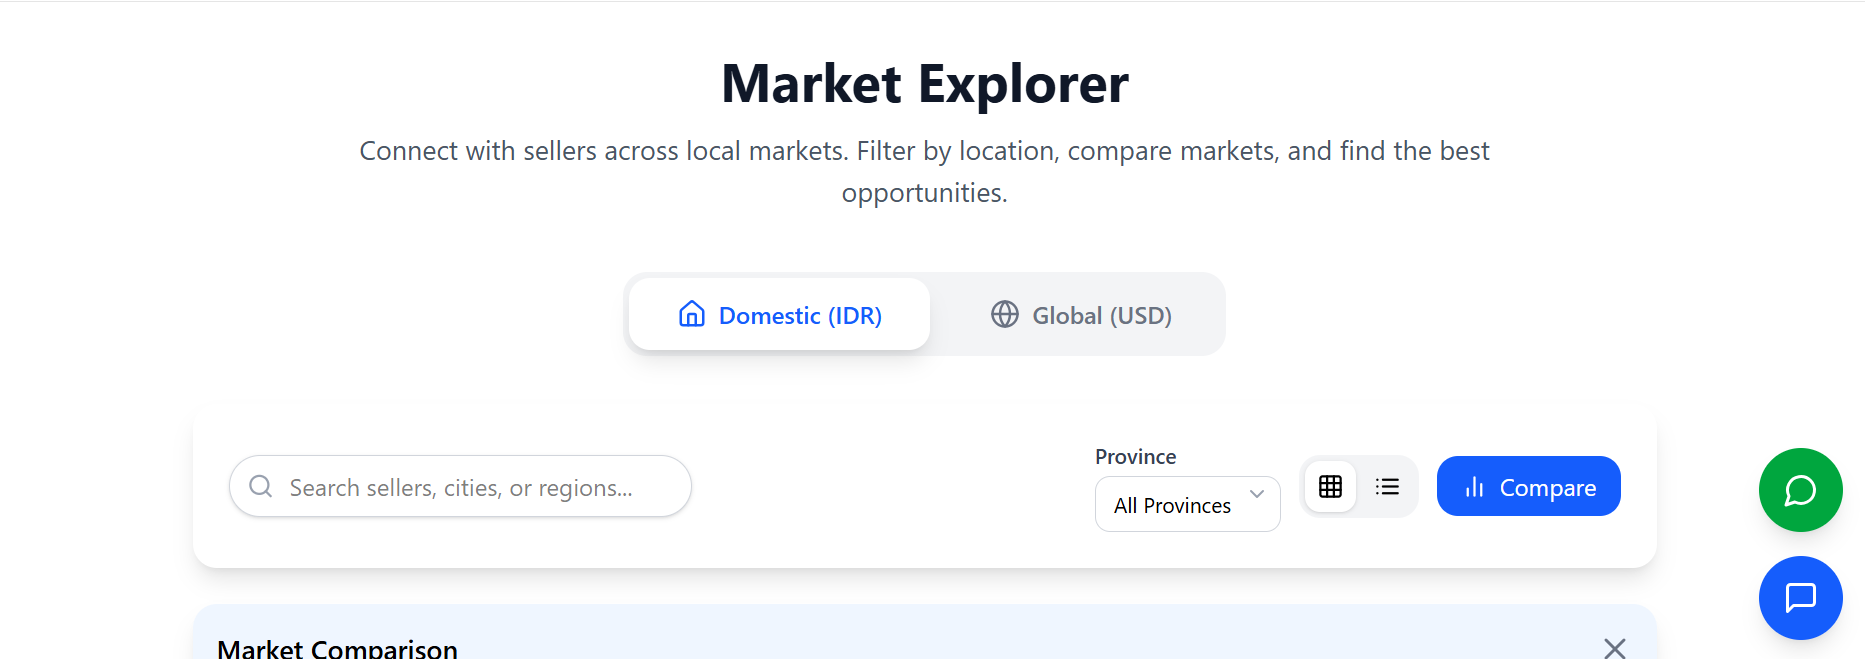 Market Explorer
Connect with sellers across local markets. Filter by location, compare markets, and find the best
opportunities.
Domestic (IDR)
Global (USD)
Search sellers, cities, or regions...
Province
All Provinces
Compare
Market Comparison